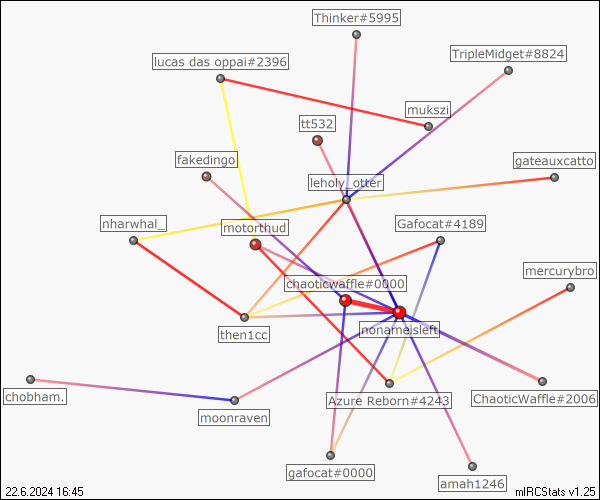 Thinker#5995
TripleMidget#8824
lucas das oppai#2396
mukszi
tt532
fakedingo
gateauxcatto
leholy_otter
nharwhal_
motorthud
Gafocat#4189
mercurybro
chaoticwaffle#0000
nonameisleft
then1cc
chobham.
Azure Reborn#4243
ChaoticWaffle#2006
moonraven
gafocat#0000
amah1246
22.6.2024 16:45
mIRCStats v1.25